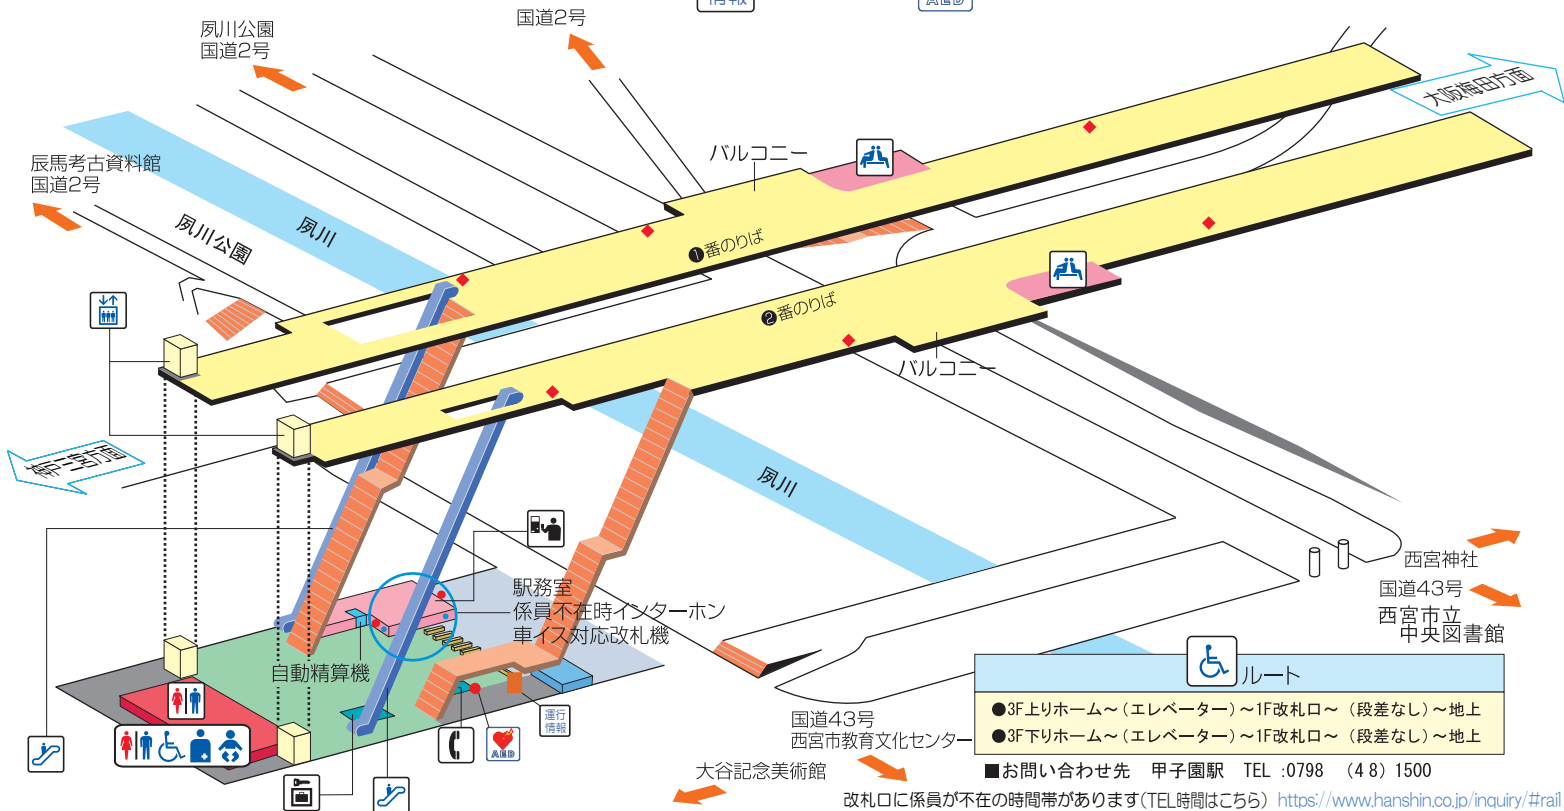 情報
AED
国道2号
夙川公園
国道2号
大阪梅田方面
バルコニー
辰馬考古資料館
国道2号
夙川公園
夙川
❶番のりば
❷番のりば
バルコニー
夙川
駅務室
係員不在時インターホン
車イス対応改札機
自動精算機
西宮神社
国道43号
西宮市立
中央図書館
運行
情報
AED
国道43号
西宮市教育文化センター
大谷記念美術館
ルート
●3F上りホーム～(エレベーター)～1F改札口～(段差なし)～地上
●3F下りホーム～(エレベーター)～1F改札口～(段差なし)～地上
■お問い合わせ先 甲子園駅 TEL :0798 (48) 1500
改札口に係員が不在の時間帯があります(TEL時間はこちら) https://www.hanshin.co.jp/inquiry/#rai